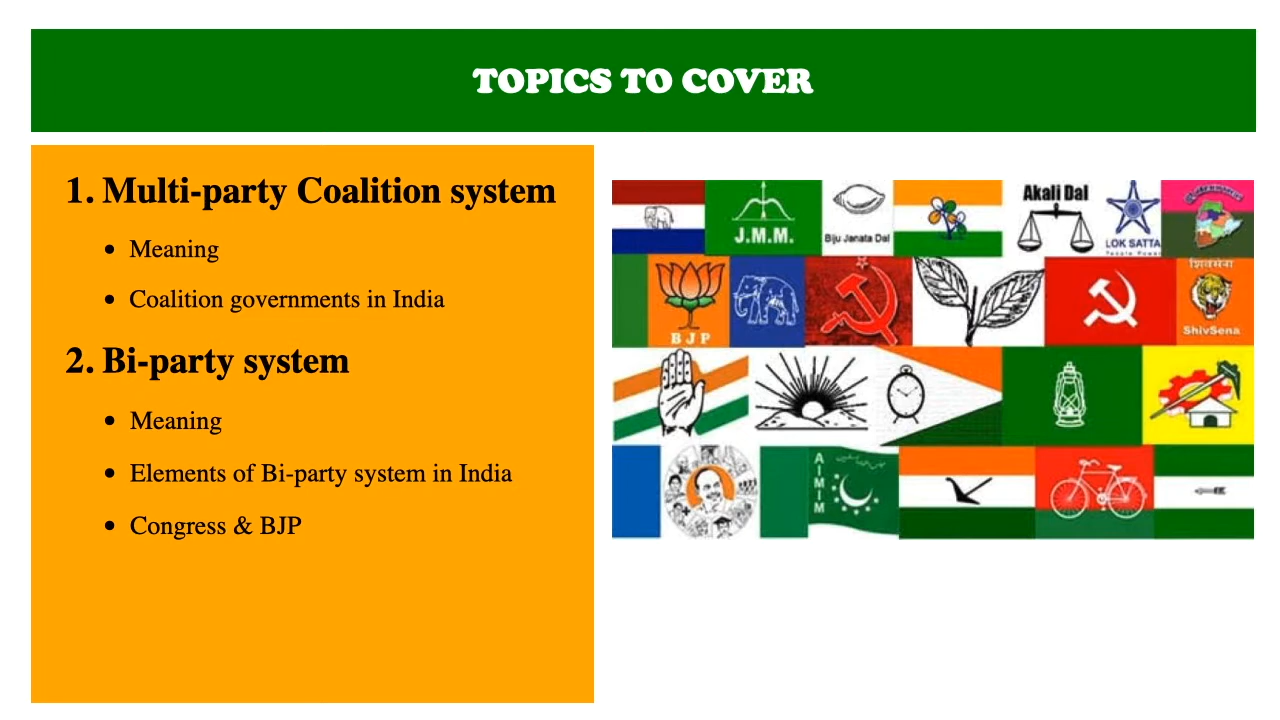 TOPICS TO COVER
1. Multi-party Coalition system
• Meaning
• Coalition governments in India
2. Bi-party system
• Meaning
• Elements of Bi-party system in India
• Congress & BJP
J.M.M.
Biju Janata Dal
Akali Dal
LOK SATTA
BJP
शिवसेना
ShivSena
AIMIM